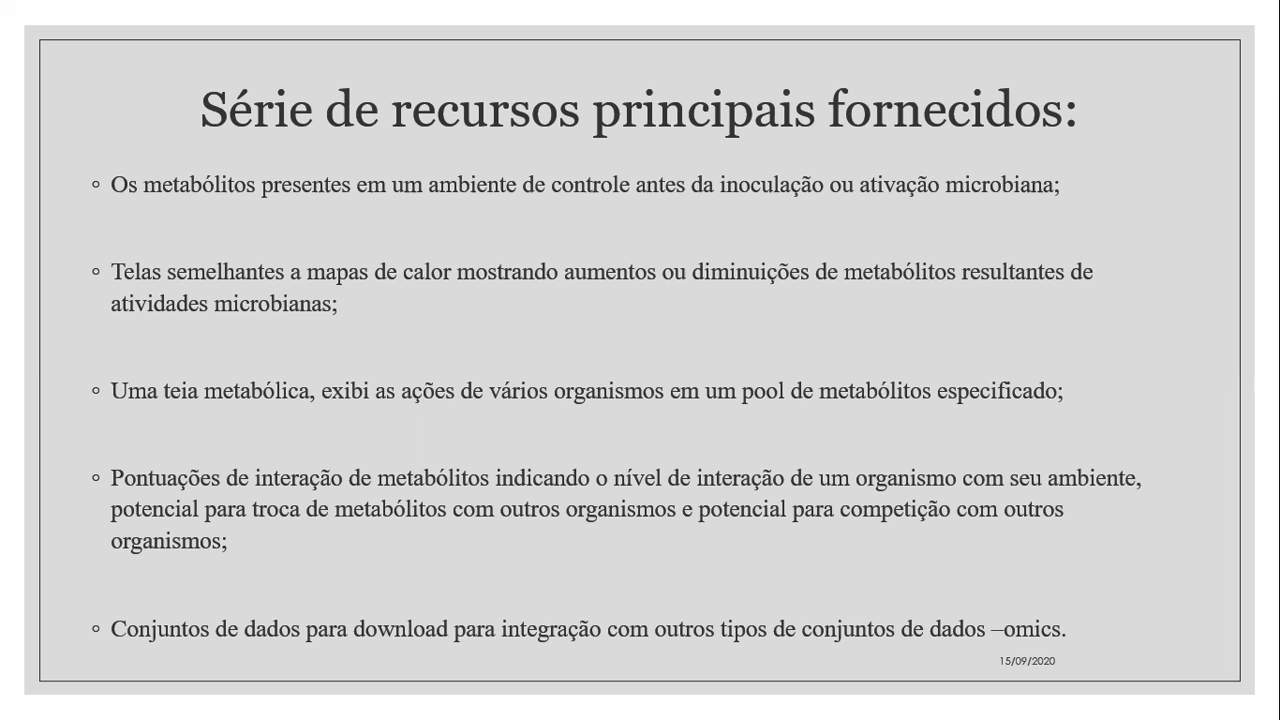 Série de recursos principais fornecidos:
◦ Os metabólitos presentes em um ambiente de controle antes da inoculação ou ativação microbiana;
◦ Telas semelhantes a mapas de calor mostrando aumentos ou diminuições de metabólitos resultantes de
atividades microbianas;
◦ Uma teia metabólica, exibi as ações de vários organismos em um pool de metabólitos especificado;
◦ Pontuações de interação de metabólitos indicando o nível de interação de um organismo com seu ambiente,
potencial para troca de metabólitos com outros organismos e potencial para competição com outros
organismos;
◦ Conjuntos de dados para download para integração com outros tipos de conjuntos de dados –omics.
15/09/2020